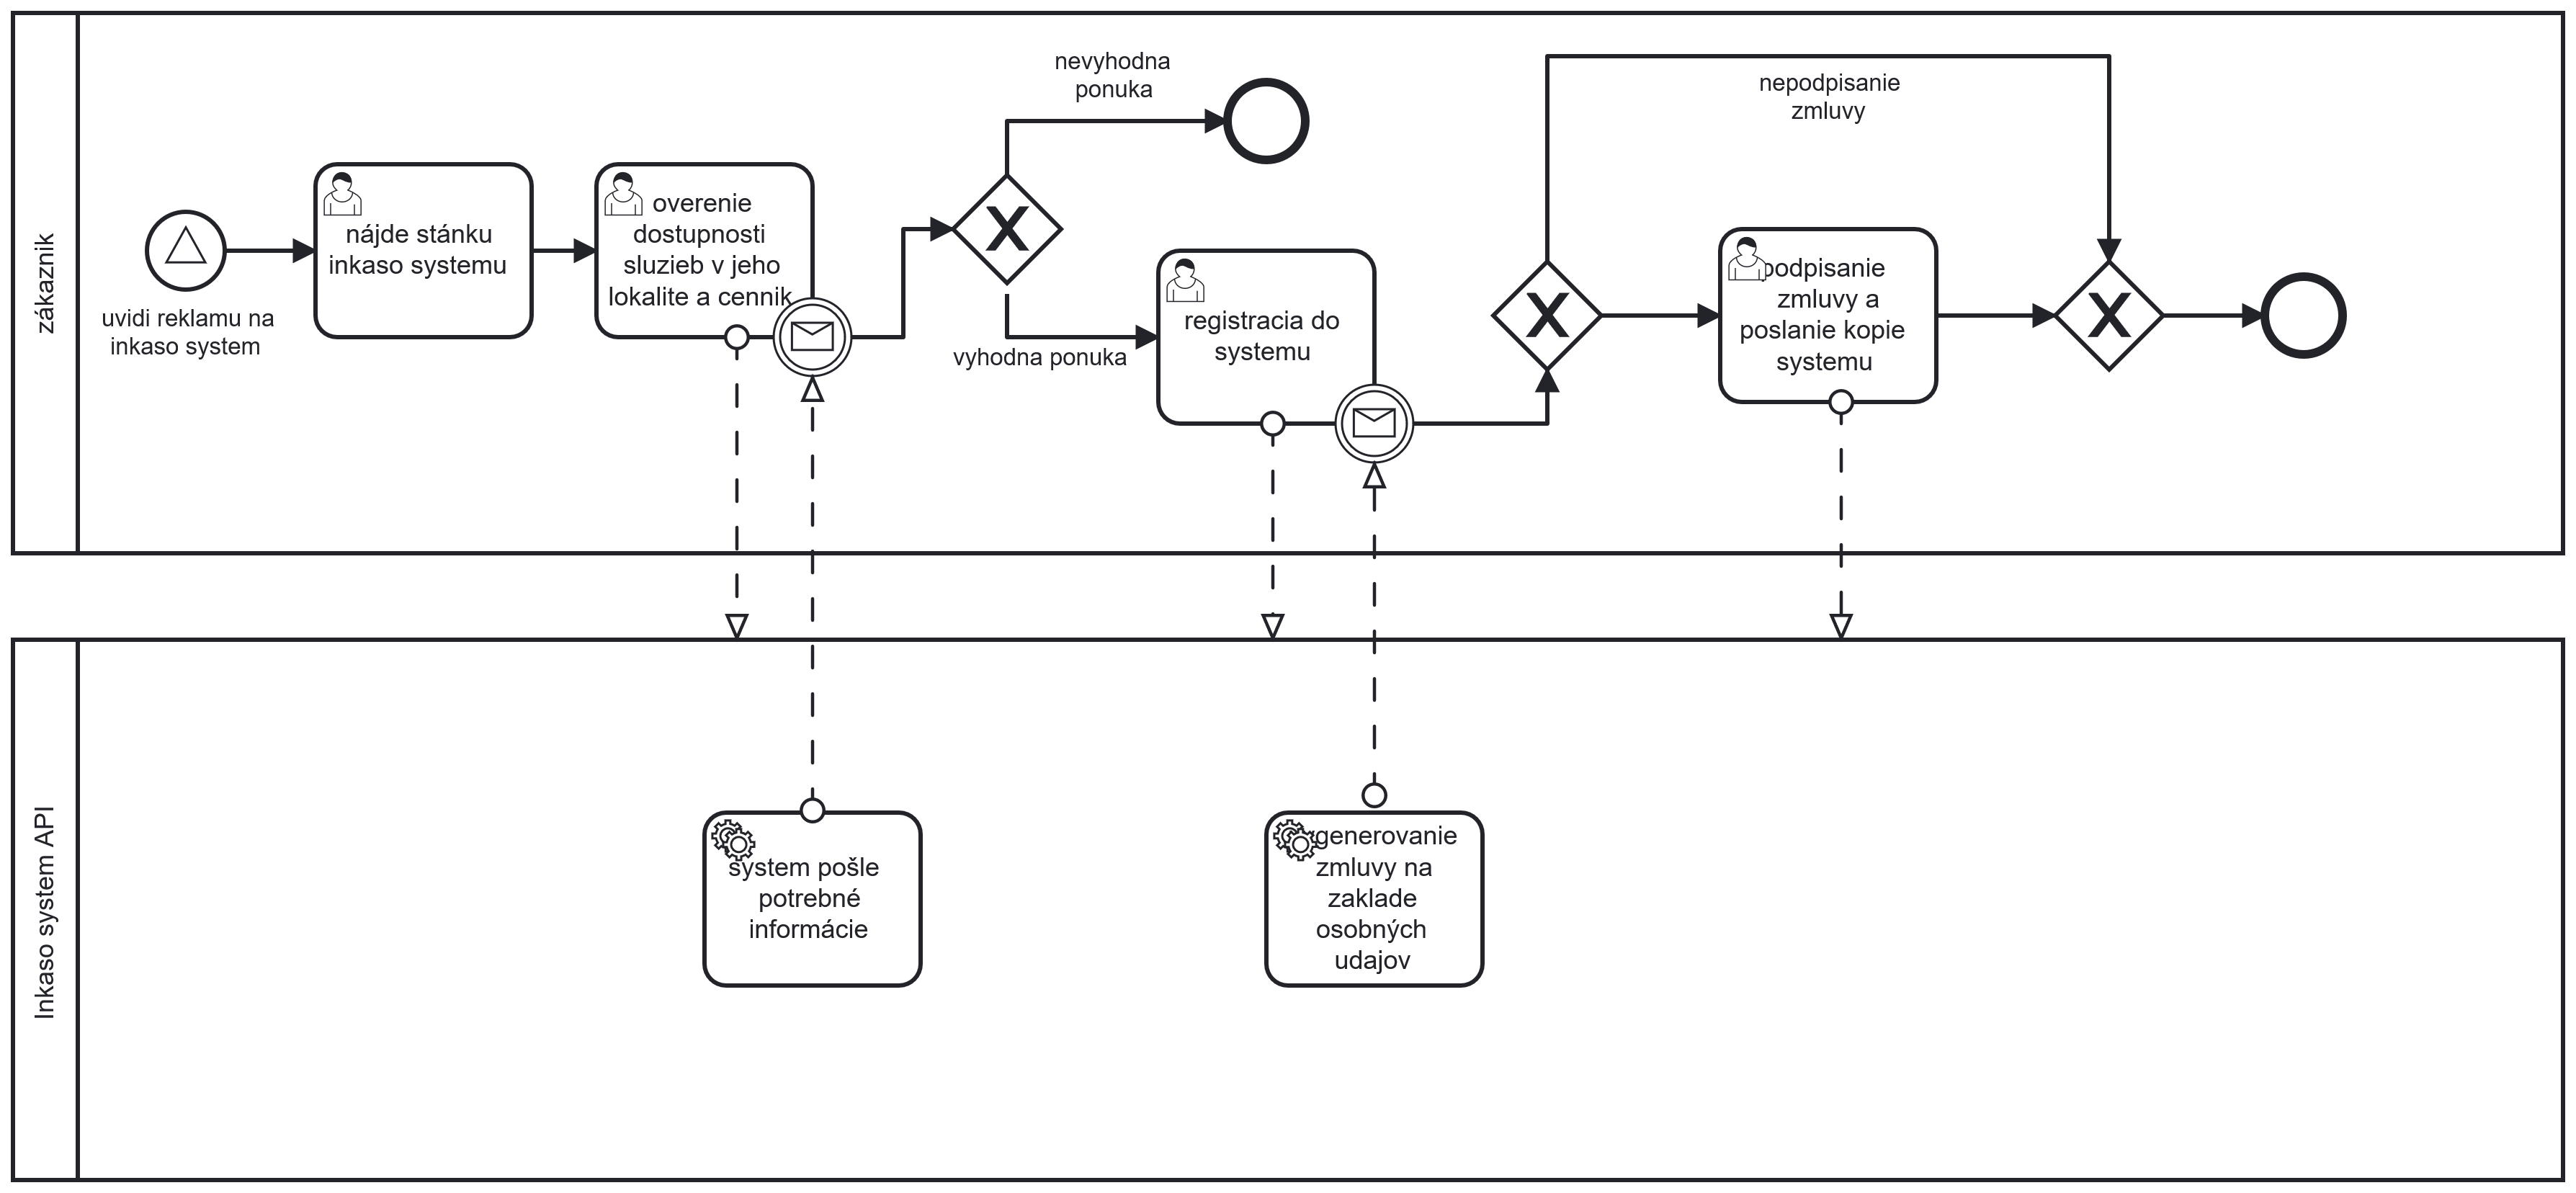 zákaznik
uvidi reklamu na
inkaso system
nájde stánku
inkaso systemu
overenie
dostupnosti
sluzieb v jeho
lokalite a cennik
nevyhodna
ponuka
vyhodna ponuka
registracia do
systemu
nepodpisanie
zmluvy
podpisanie
zmluvy a
poslanie kopie
systemu
Inkaso system API
system pošle
potrebné
informácie
generovanie
zmluvy na
zaklade
osobných
udajov